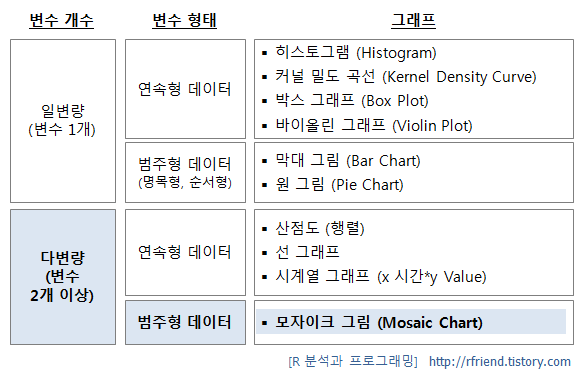 변수 개수 변수 형태 그래프
일변량
(변수 1개)
연속형 데이터
▪ 히스토그램 (Histogram)
▪ 커널 밀도 곡선 (Kernel Density Curve)
▪ 박스 그래프 (Box Plot)
▪ 바이올린 그래프 (Violin Plot)
범주형 데이터
(명목형, 순서형)
▪ 막대 그림 (Bar Chart)
▪ 원 그림 (Pie Chart)
다변량
(변수
2개 이상)
연속형 데이터
▪ 산점도 (행렬)
▪ 선 그래프
▪ 시계열 그래프 (x 시간*y Value)
범주형 데이터
▪ 모자이크 그림 (Mosaic Chart)
[R 분석과 프로그래밍] http://rfriend.tistory.com